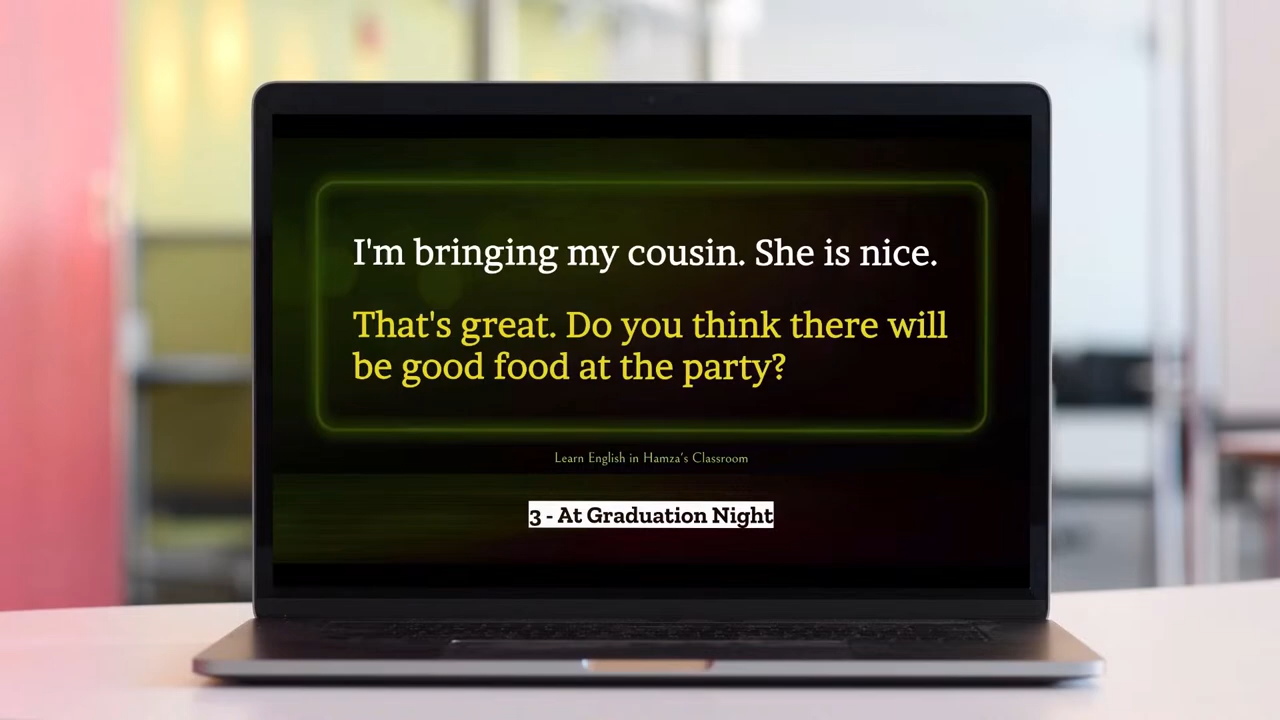 I'm bringing my cousin. She is nice.
That's great. Do you think there will
be good food at the party?
Learn English in Hamza's Classroom
3 - At Graduation Night